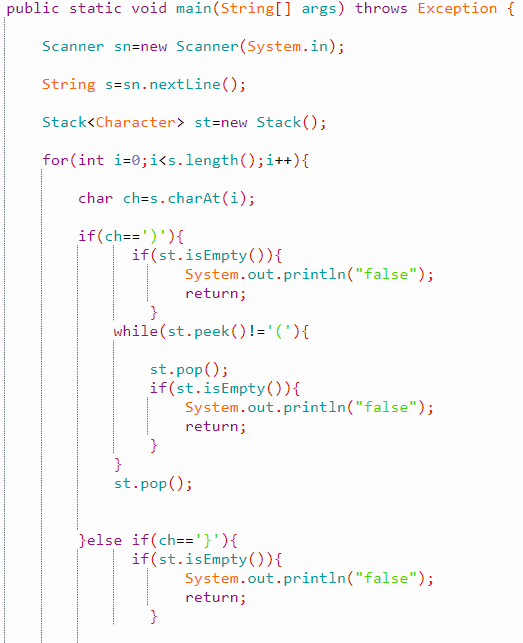 public static void main(String[] args) throws Exception {
Scanner sn=new Scanner(System.in);
String s=sn.nextLine();
Stack<Character> st=new Stack();
for(int i=0;i<s.length();i++){
char ch=s.charAt(i);
if(ch==')'){
if(st.isEmpty()){
System.out.println("false");
return;
}
while(st.peek()!='('){
st.pop();
if(st.isEmpty()){
System.out.println("false");
return;
}
}
st.pop();
}else if(ch=='}'){
if(st.isEmpty()){
System.out.println("false");
return;
}